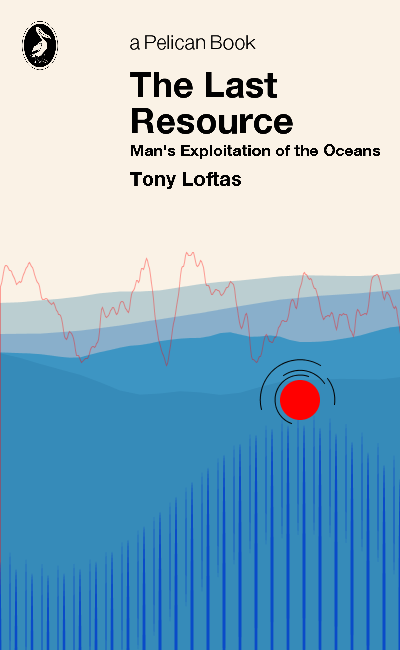 a Pelican Book
The Last
Resource
Man's Exploitation of the Oceans
Tony Loftas